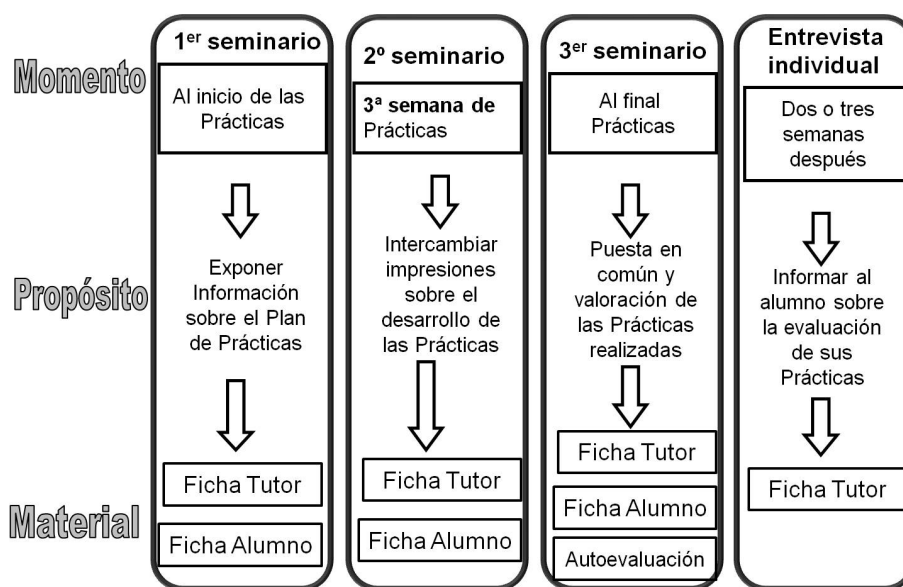 Momento
Propósito
Material
1er seminario
Al inicio de las
Prácticas
Exponer
Información
sobre el Plan
de Prácticas
Ficha Tutor
Ficha Alumno
2º seminario
3ª semana de
Prácticas
Intercambiar
impresiones
sobre el
desarrollo de
las Prácticas
Ficha Tutor
Ficha Alumno
3er seminario
Al final
Prácticas
Puesta en
común y
valoración de
las Prácticas
realizadas
Ficha Tutor
Ficha Alumno
Autoevaluación
Entrevista
individual
Dos o tres
semanas
después
Informar al
alumno sobre
la evaluación
de sus
Prácticas
Ficha Tutor